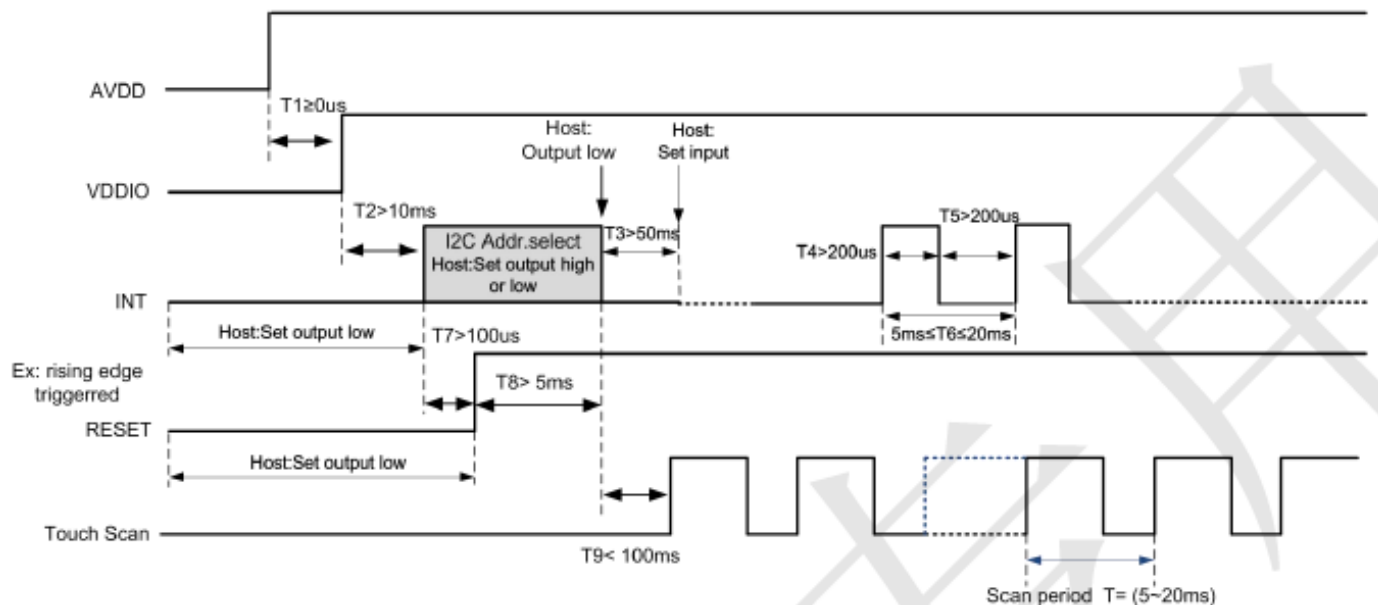 AVDD
T1≥0us
Host:
Output low
Host:
Set input
VDDIO
T2>10ms
I2C Addr.select
Host:Set output high
or low
T3>50ms
T4>200us
T5>200us
INT
Host:Set output low
T7>100us
5ms≤T6≤20ms
Ex: rising edge
triggerred
T8> 5ms
RESET
Host:Set output low
Touch Scan
T9< 100ms
Scan period T= (5~20ms)